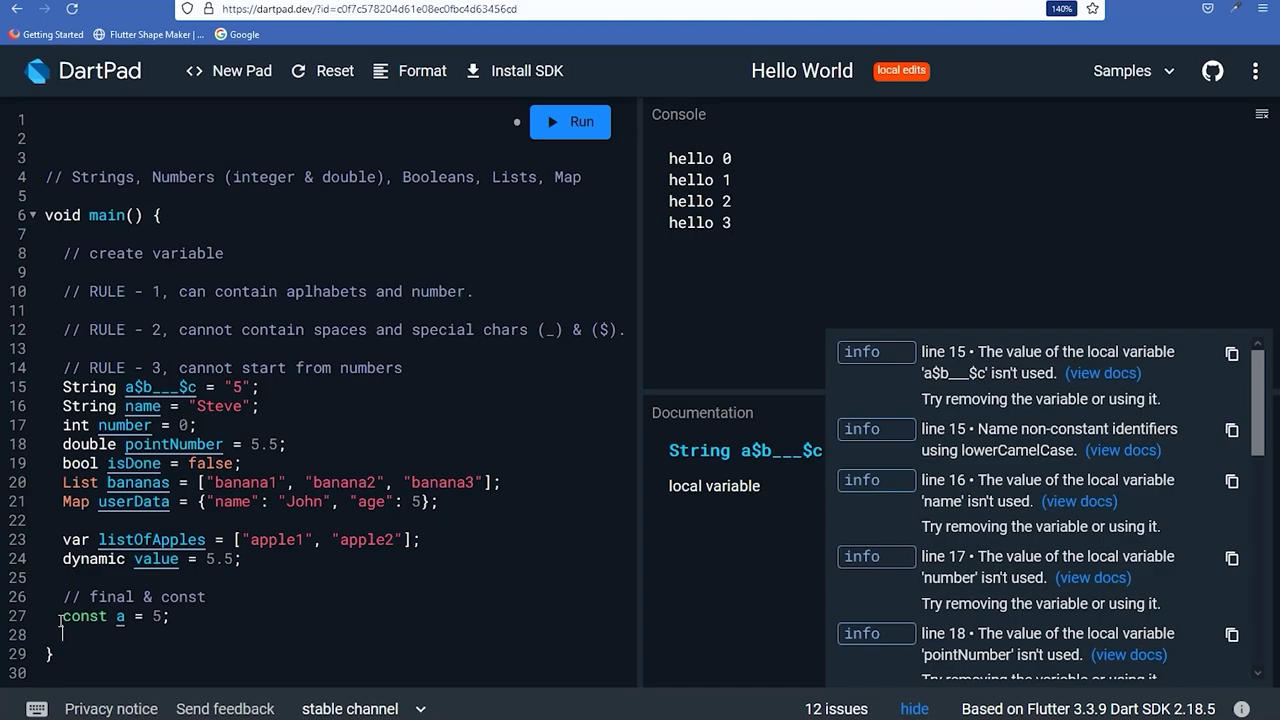 https://dartpad.dev/?id=c0f7c578204d61e08ec0fbc4d63456cd
140%
Getting Started
Flutter Shape Maker | ...
Google
DartPad
<> New Pad
Reset
Format
Install SDK
Hello World
local edits
Samples
Run
Console
1
2
3
4 // Strings, Numbers (integer & double), Booleans, Lists, Map
5
6 void main() {
7
8 // create variable
9
10 // RULE - 1, can contain aplhabets and number.
11
12 // RULE - 2, cannot contain spaces and special chars (_) & ($).
13
14 // RULE - 3, cannot start from numbers
15 String a$b___$c = "5";
16 String name = "Steve";
17 int number = 0;
18 double pointNumber = 5.5;
19 bool isDone = false;
20 List bananas = ["banana1", "banana2", "banana3"];
21 Map userData = {"name": "John", "age": 5};
22
23 var listOfApples = ["apple1", "apple2"];
24 dynamic value = 5.5;
25
26 // final & const
27 const a = 5;
28
29 }
30
hello 0
hello 1
hello 2
hello 3
Documentation
String a$b___$c
local variable
info line 15 • The value of the local variable
'a$b___$c' isn't used. (view docs)
Try removing the variable or using it.
info line 15 • Name non-constant identifiers
using lowerCamelCase. (view docs)
info line 16 • The value of the local variable
'name' isn't used. (view docs)
Try removing the variable or using it.
info line 17 • The value of the local variable
'number' isn't used. (view docs)
Try removing the variable or using it.
info line 18 • The value of the local variable
'pointNumber' isn't used. (view docs)
Try removing the variable or using it.
Privacy notice
Send feedback
stable channel
12 issues
hide
Based on Flutter 3.3.9 Dart SDK 2.18.5